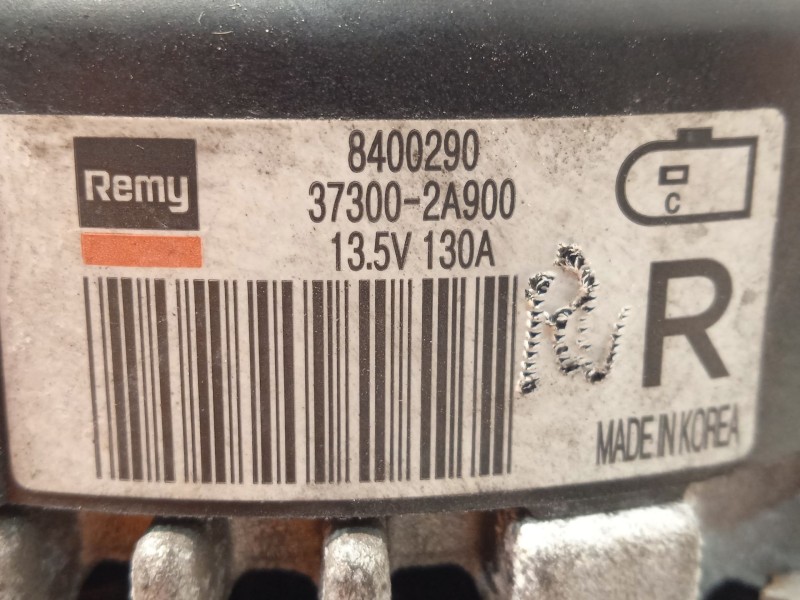 Remy
8400290
37300-2A900
13.5V 130A
C
R
MADE IN KOREA